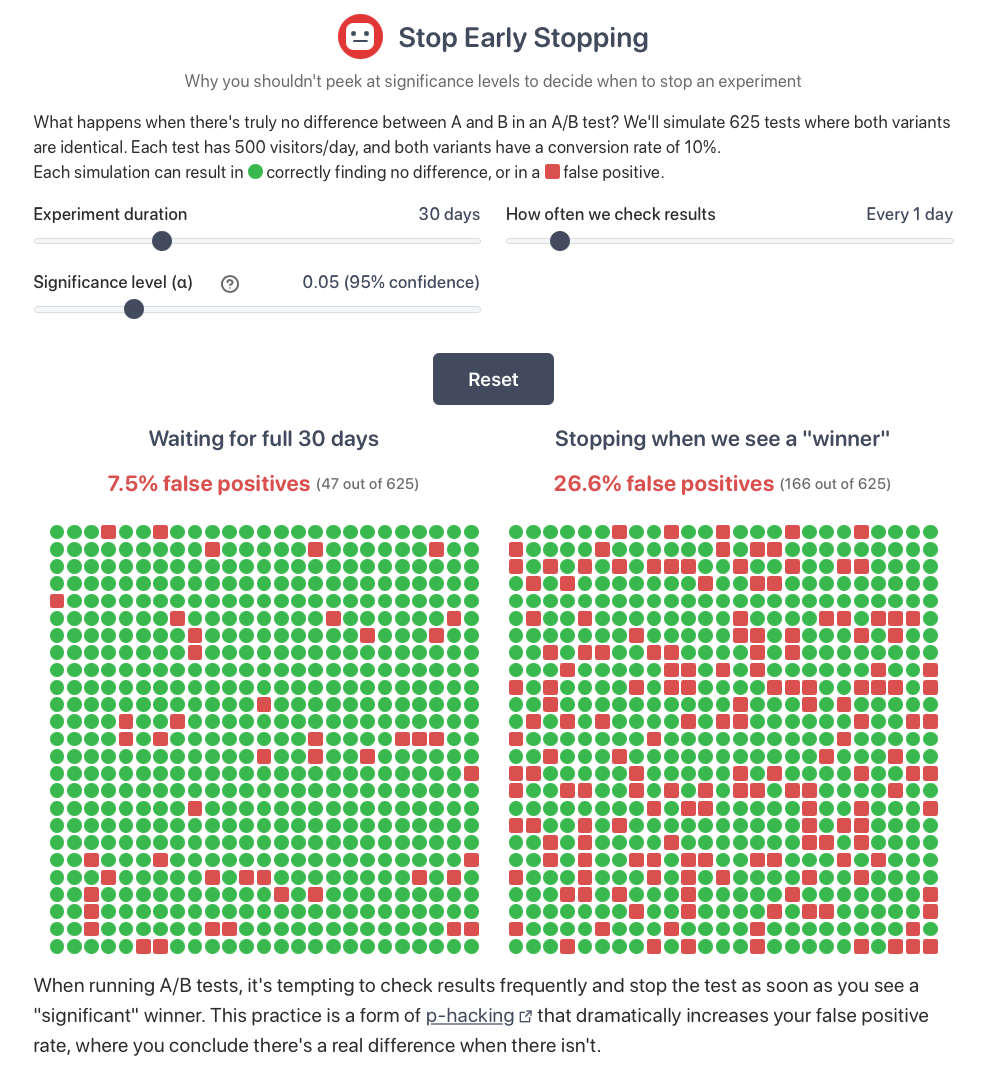 Stop Early Stopping
Why you shouldn't peek at significance levels to decide when to stop an experiment
What happens when there's truly no difference between A and B in an A/B test? We'll simulate 625 tests where both variants
are identical. Each test has 500 visitors/day, and both variants have a conversion rate of 10%.
Each simulation can result in correctly finding no difference, or in a false positive.
Experiment duration 30 days
How often we check results Every 1 day
Significance level (α) ? 0.05 (95% confidence)
Reset
Waiting for full 30 days
7.5% false positives (47 out of 625)
Stopping when we see a "winner"
26.6% false positives (166 out of 625)
When running A/B tests, it's tempting to check results frequently and stop the test as soon as you see a
"significant" winner. This practice is a form of p-hacking that dramatically increases your false positive
rate, where you conclude there's a real difference when there isn't.